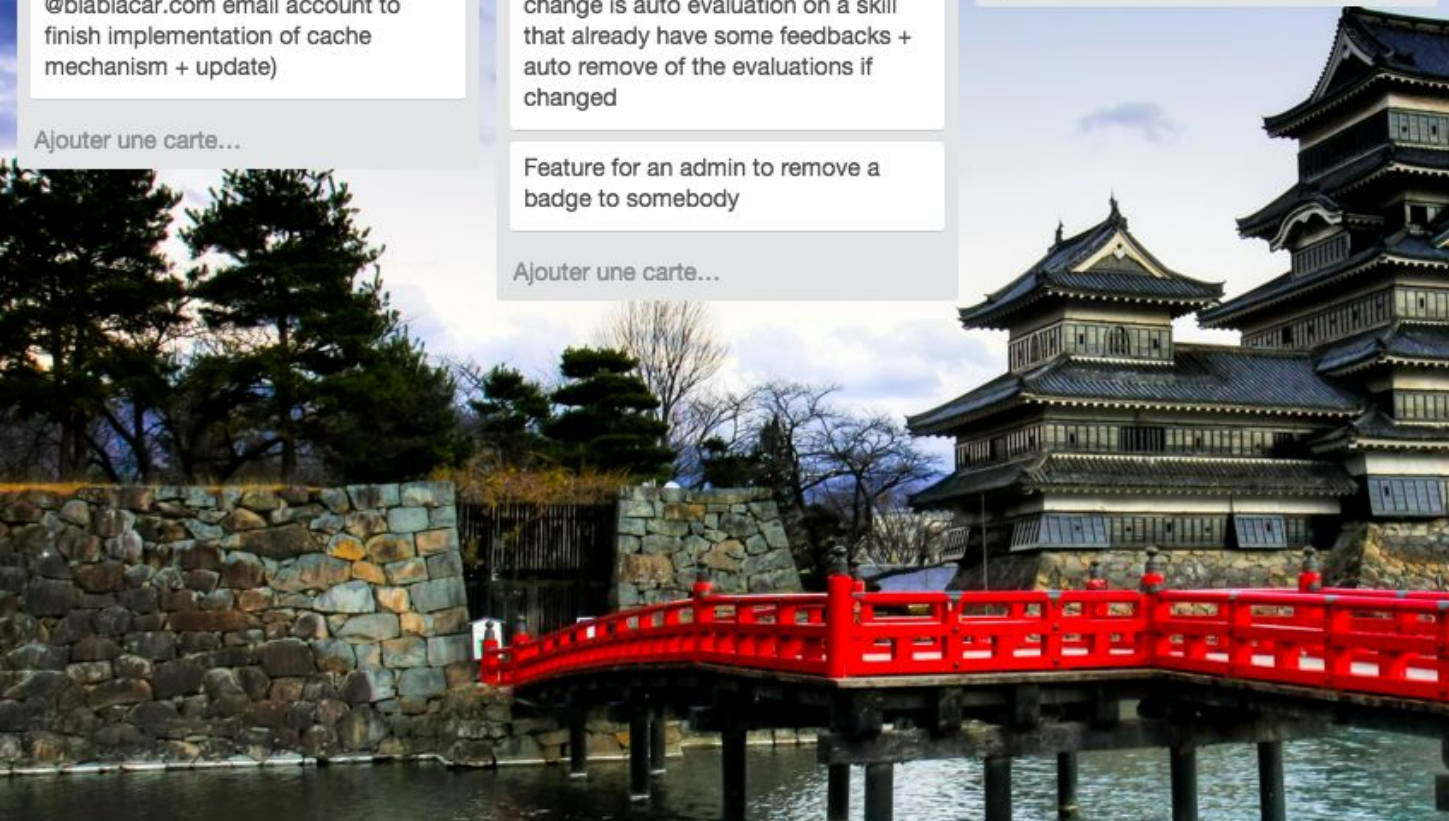 @blablacar.com email account to
finish implementation of cache
mechanism + update)
Ajouter une carte…
change is auto evaluation on a skill
that already have some feedbacks +
auto remove of the evaluations if
changed
Feature for an admin to remove a
badge to somebody
Ajouter une carte…